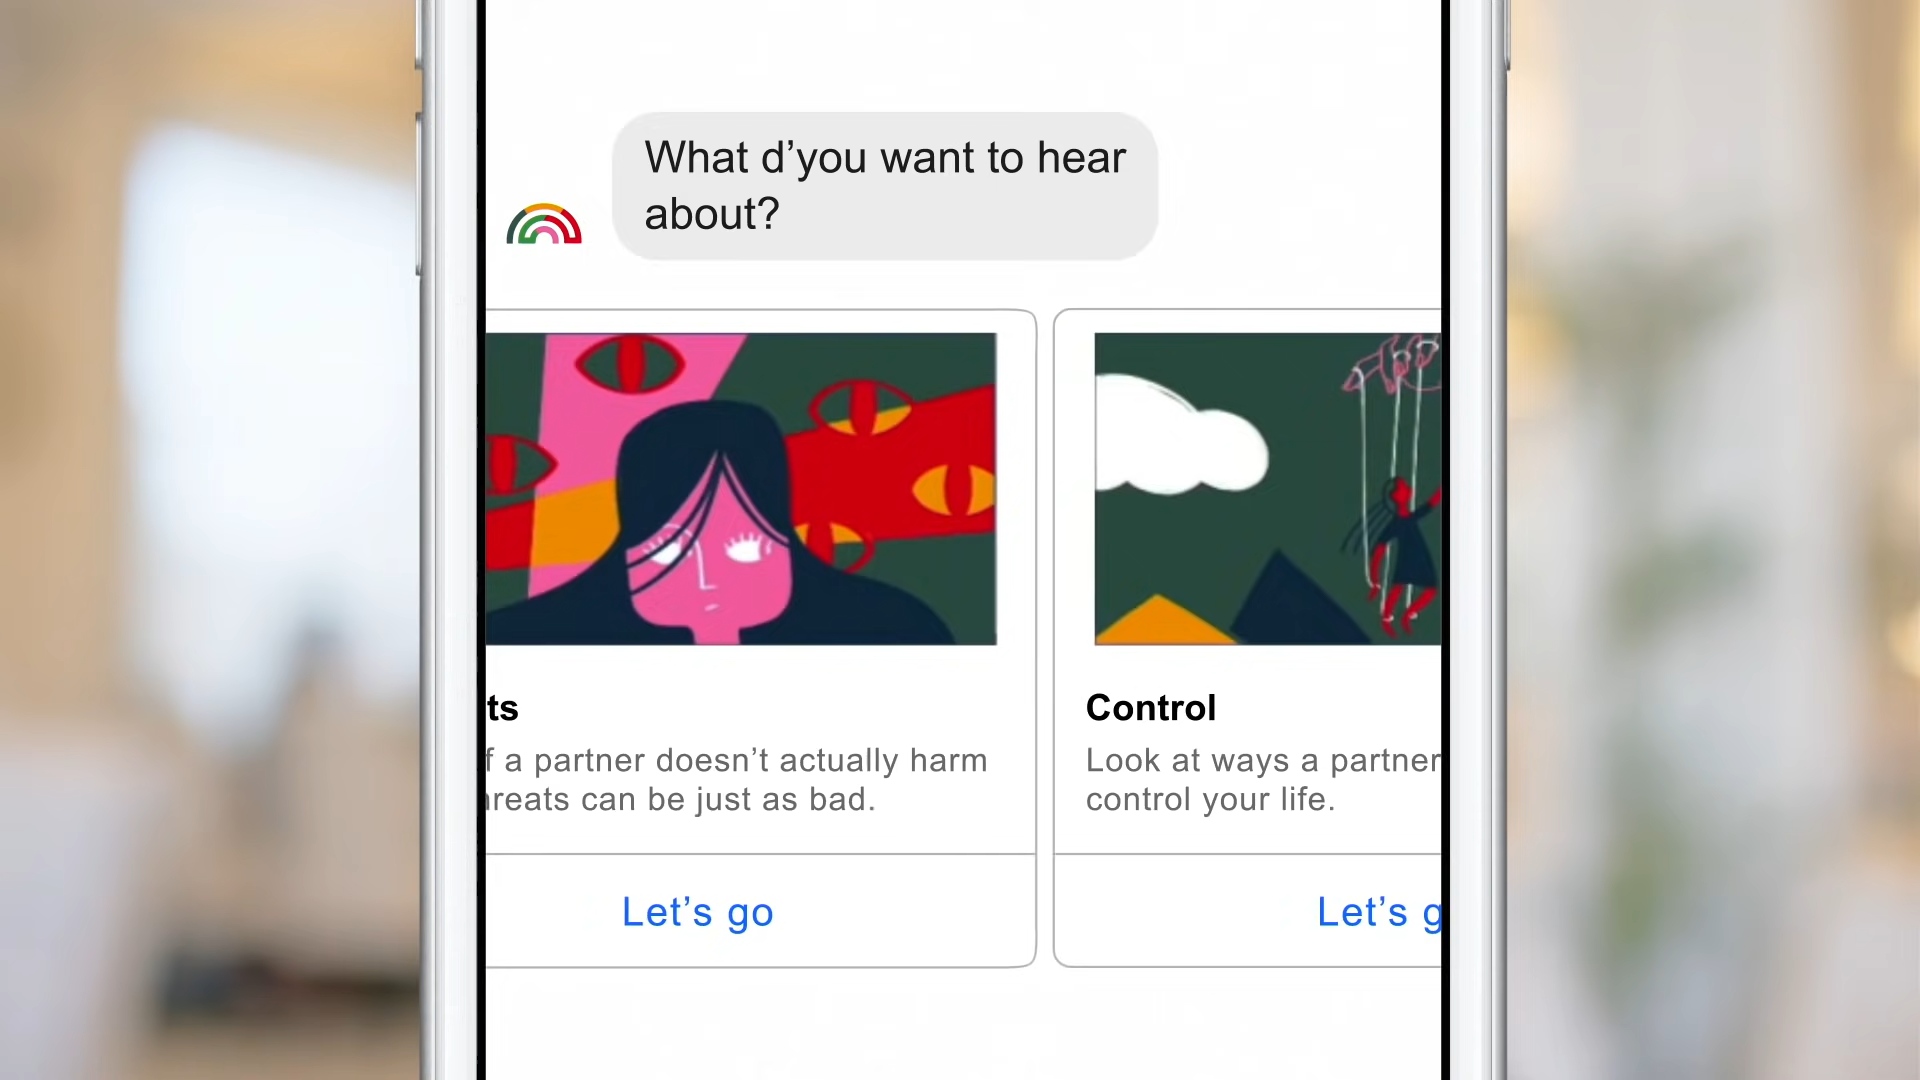 What d’you want to hear
about?
ts
f a partner doesn’t actually harm
reats can be just as bad.
Let’s go
Control
Look at ways a partner
control your life.
Let’s g